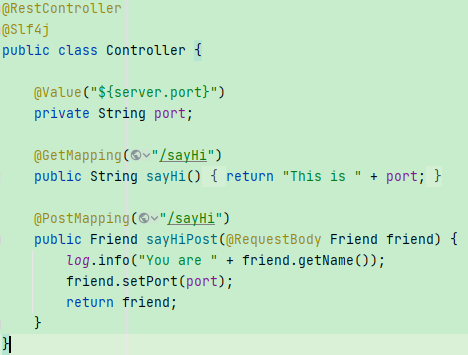 @RestController
@Slf4j
public class Controller {
@Value("${server.port}")
private String port;
@GetMapping("/sayHi")
public String sayHi() { return "This is " + port; }
@PostMapping("/sayHi")
public Friend sayHiPost(@RequestBody Friend friend) {
log.info("You are " + friend.getName());
friend.setPort(port);
return friend;
}
}